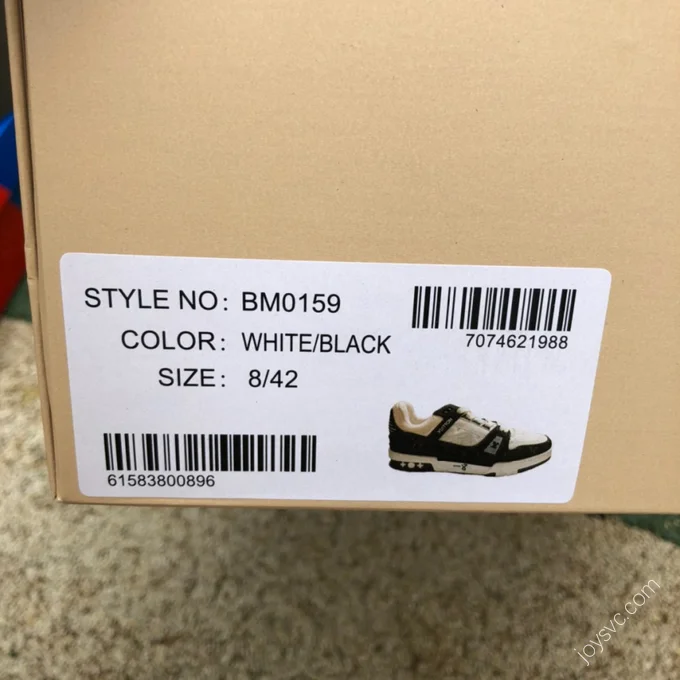 STYLE NO: BM0159
COLOR: WHITE/BLACK
SIZE: 8/42
7074621988
61583800896
joysvc.com